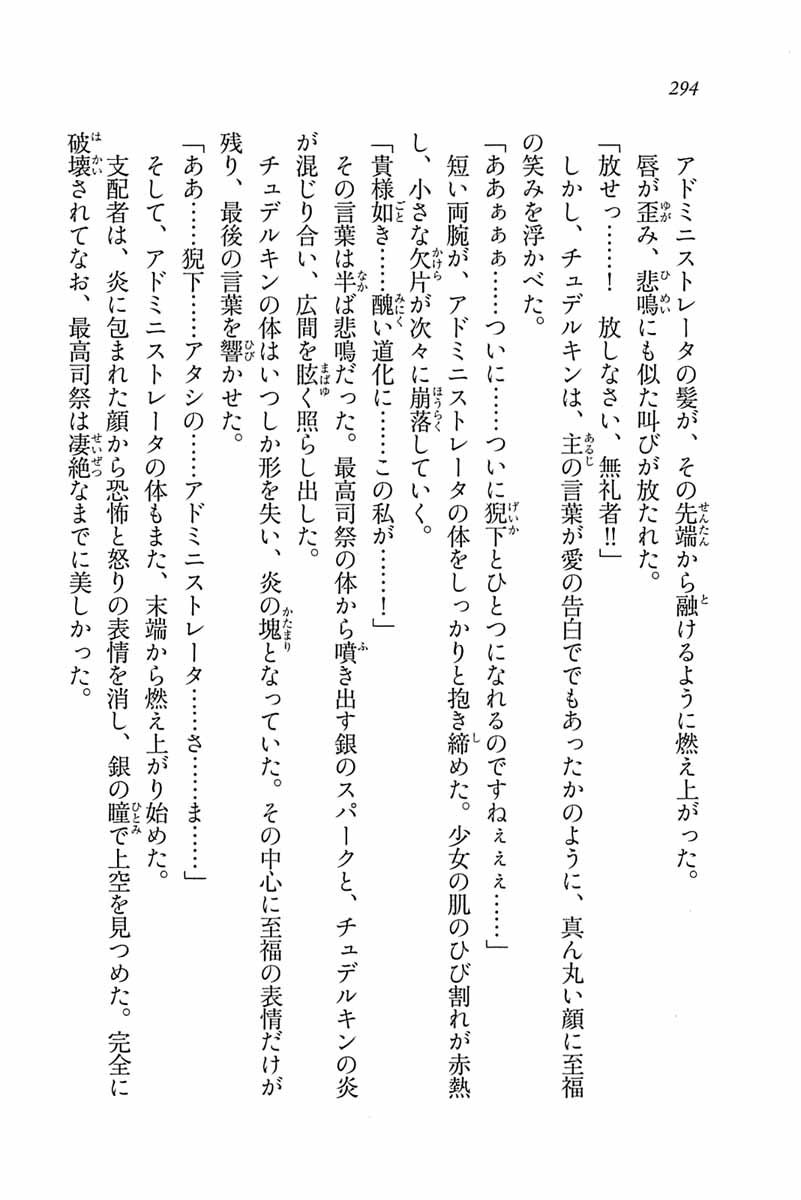 294
アドミニストレータの髪が、その先端から融けるように燃え上がった。
唇が歪み、悲鳴にも似た叫びが放たれた。
「放せっ……！　放しなさい、無礼者‼」
しかし、チュデルキンは、主の言葉が愛の告白ででもあったかのように、真ん丸い顔に至福
の笑みを浮かべた。
「あぁぁぁ……ついに……ついに猊下とひとつになれるのですねぇぇぇ……」
短い両腕が、アドミニストレータの体をしっかりと抱き締めた。少女の肌のひび割れが赤熱
し、小さな欠片が次々に崩落していく。
「貴様如き……醜い道化に……この私が……！」
その言葉は半ば悲鳴だった。最高司祭の体から噴き出す銀のスパークと、チュデルキンの炎
が混じり合い、広間を眩く照らし出した。
チュデルキンの体はいつしか形を失い、炎の塊となっていた。その中心に至福の表情だけが
残り、最後の言葉を響かせた。
「ああ……猊下……アタシの……アドミニストレータ……さ……ま……」
そして、アドミニストレータの体もまた、末端から燃え上がり始めた。
支配者は、炎に包まれた顔から恐怖と怒りの表情を消し、銀の瞳で上空を見つめた。完全に
破壊されてなお、最高司祭は凄絶なまでに美しかった。